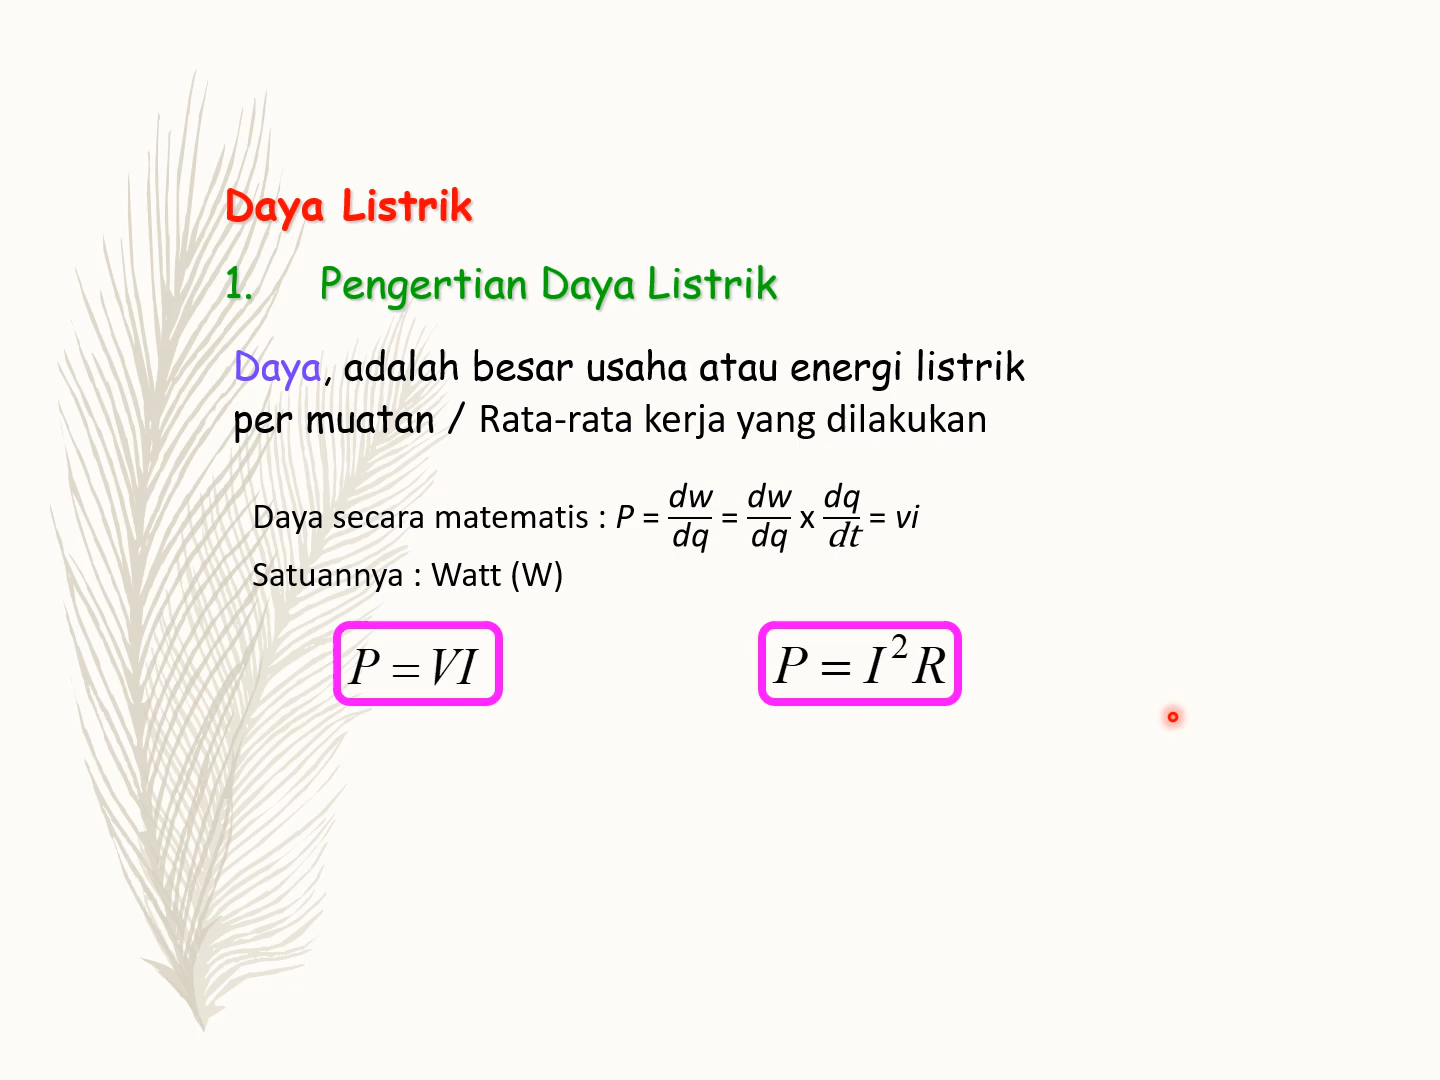 Daya Listrik
1. Pengertian Daya Listrik
Daya, adalah besar usaha atau energi listrik
per muatan / Rata-rata kerja yang dilakukan
Daya secara matematis : P = dw/dq = dw/dq x dq/dt = vi
Satuannya : Watt (W)
P = VI
P = I²R